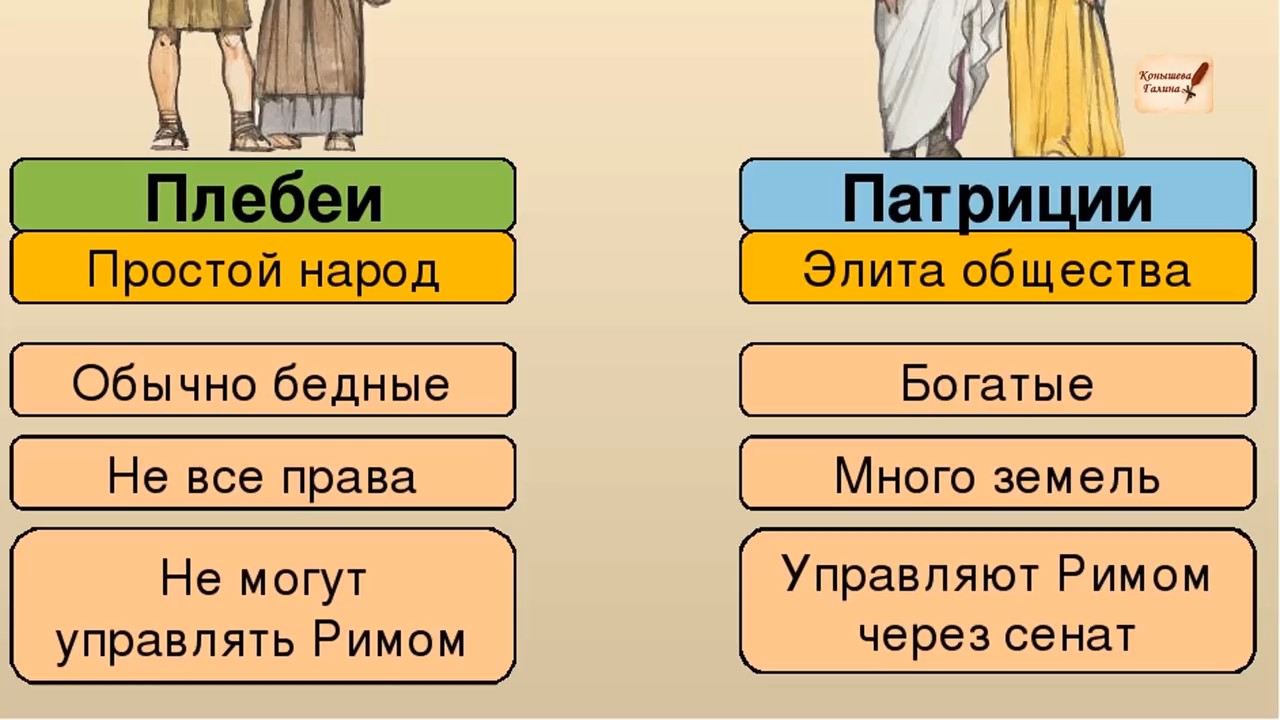 Конышева
Галина
Плебеи
Простой народ
Обычно бедные
Не все права
Не могут
управлять Римом
Патриции
Элита общества
Богатые
Много земель
Управляют Римом
через сенат